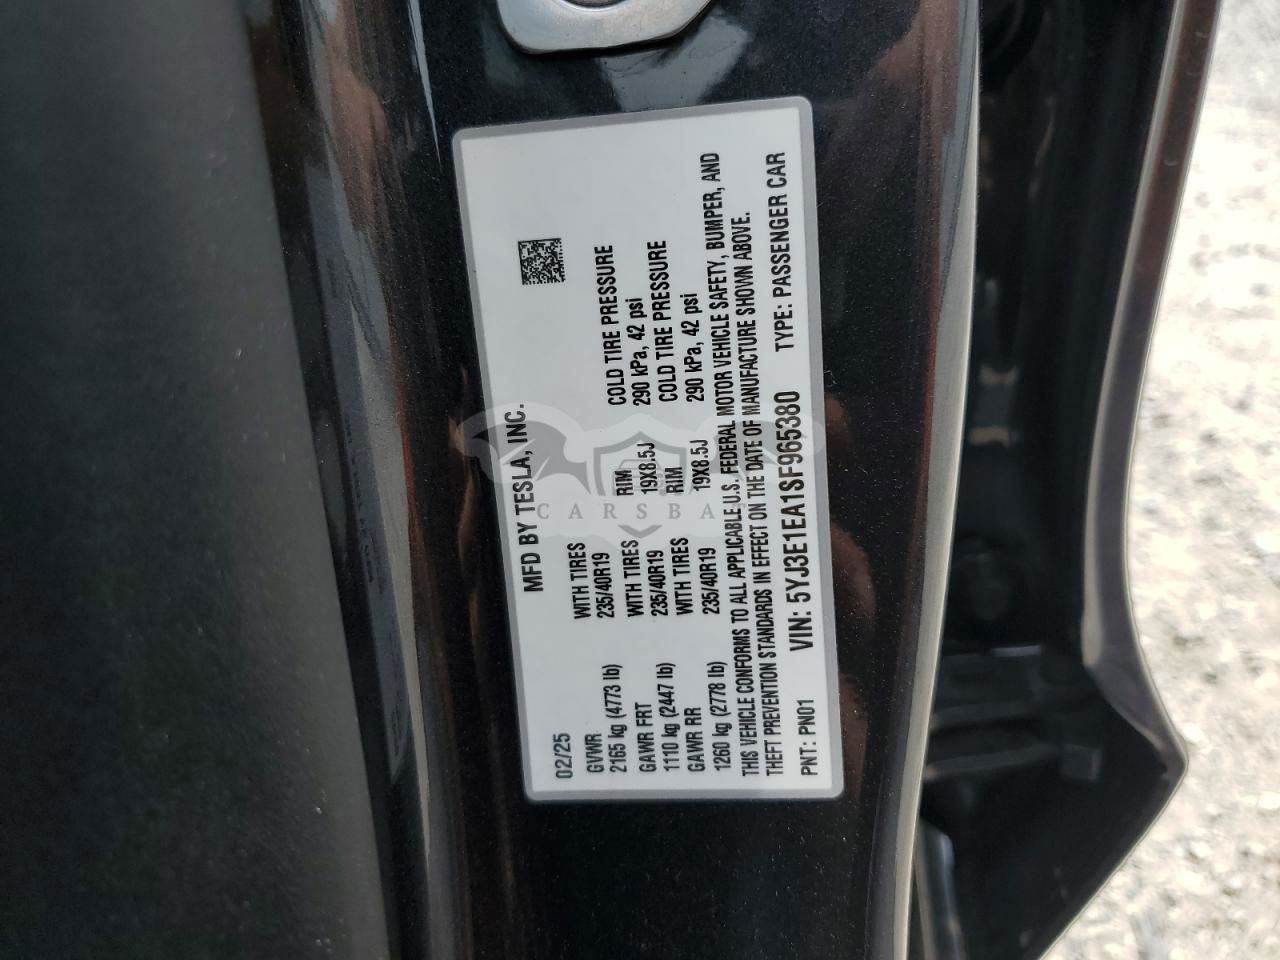 02/25 MFD BY TESLA, INC.
GVWR WITH TIRES RIM COLD TIRE PRESSURE
2165 kg (4773 lb) 235/40R19 19X8.5J 290 kPa, 42 psi
GAWR FRT WITH TIRES RIM COLD TIRE PRESSURE
1110 kg (2447 lb) 235/40R19 19X8.5J 290 kPa, 42 psi
GAWR RR WITH TIRES
1260 kg (2778 lb) 235/40R19
THIS VEHICLE CONFORMS TO ALL APPLICABLE U.S. FEDERAL MOTOR VEHICLE SAFETY, BUMPER, AND
THEFT PREVENTION STANDARDS IN EFFECT ON THE DATE OF MANUFACTURE SHOWN ABOVE.
PNT: PN01 VIN: 5YJ3E1EA1SF965380 TYPE: PASSENGER CAR